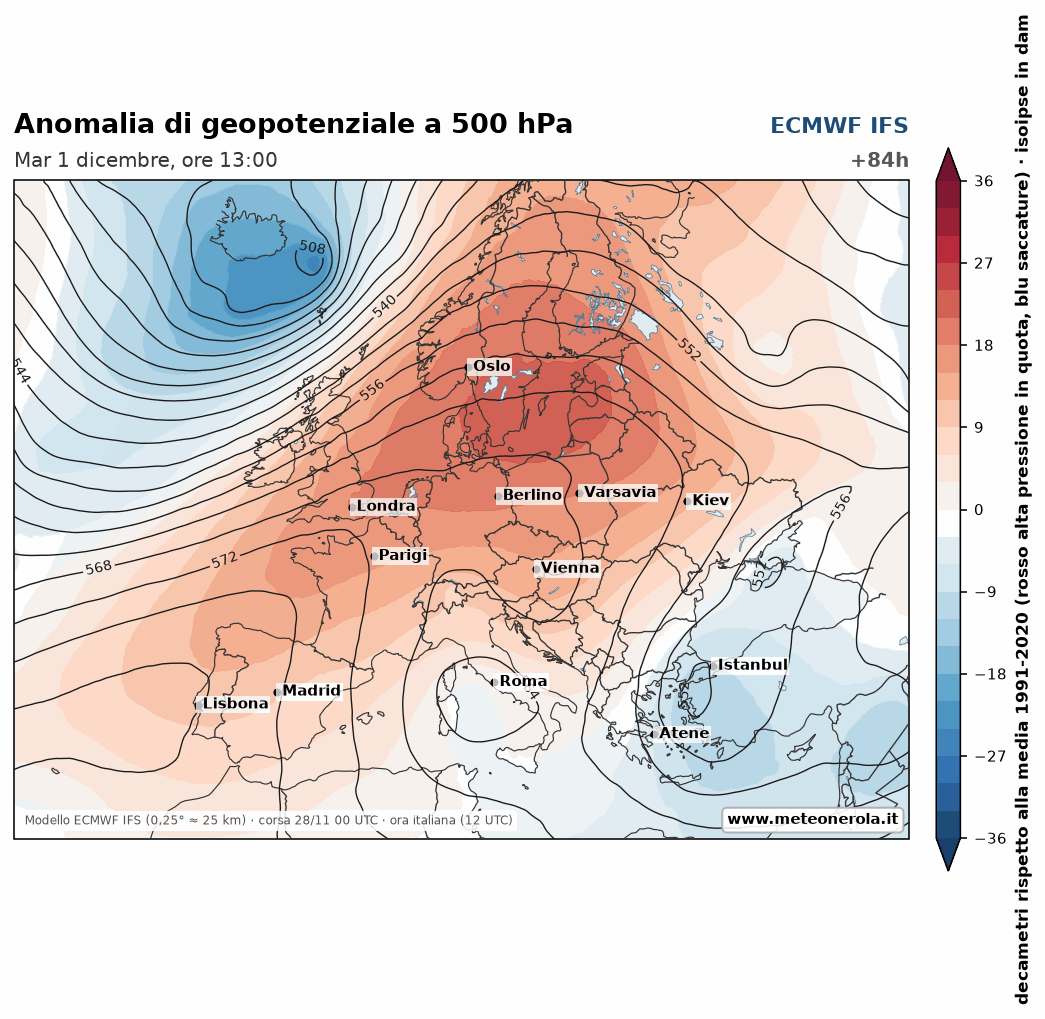 Anomalia di geopotenziale a 500 hPa
ECMWF IFS
Mar 1 dicembre, ore 13:00
+84h
508
540
544
552
556
Oslo
Berlino
Varsavia
Kiev
Londra
556
568
572
Parigi
Vienna
552
Istanbul
Roma
Madrid
Lisbona
Atene
Modello ECMWF IFS (0,25° ≈ 25 km) · corsa 28/11 00 UTC · ora italiana (12 UTC)
www.meteonerola.it
36
27
18
9
0
−9
−18
−27
−36
decametri rispetto alla media 1991-2020 (rosso alta pressione in quota, blu saccature) · isoipse in dam